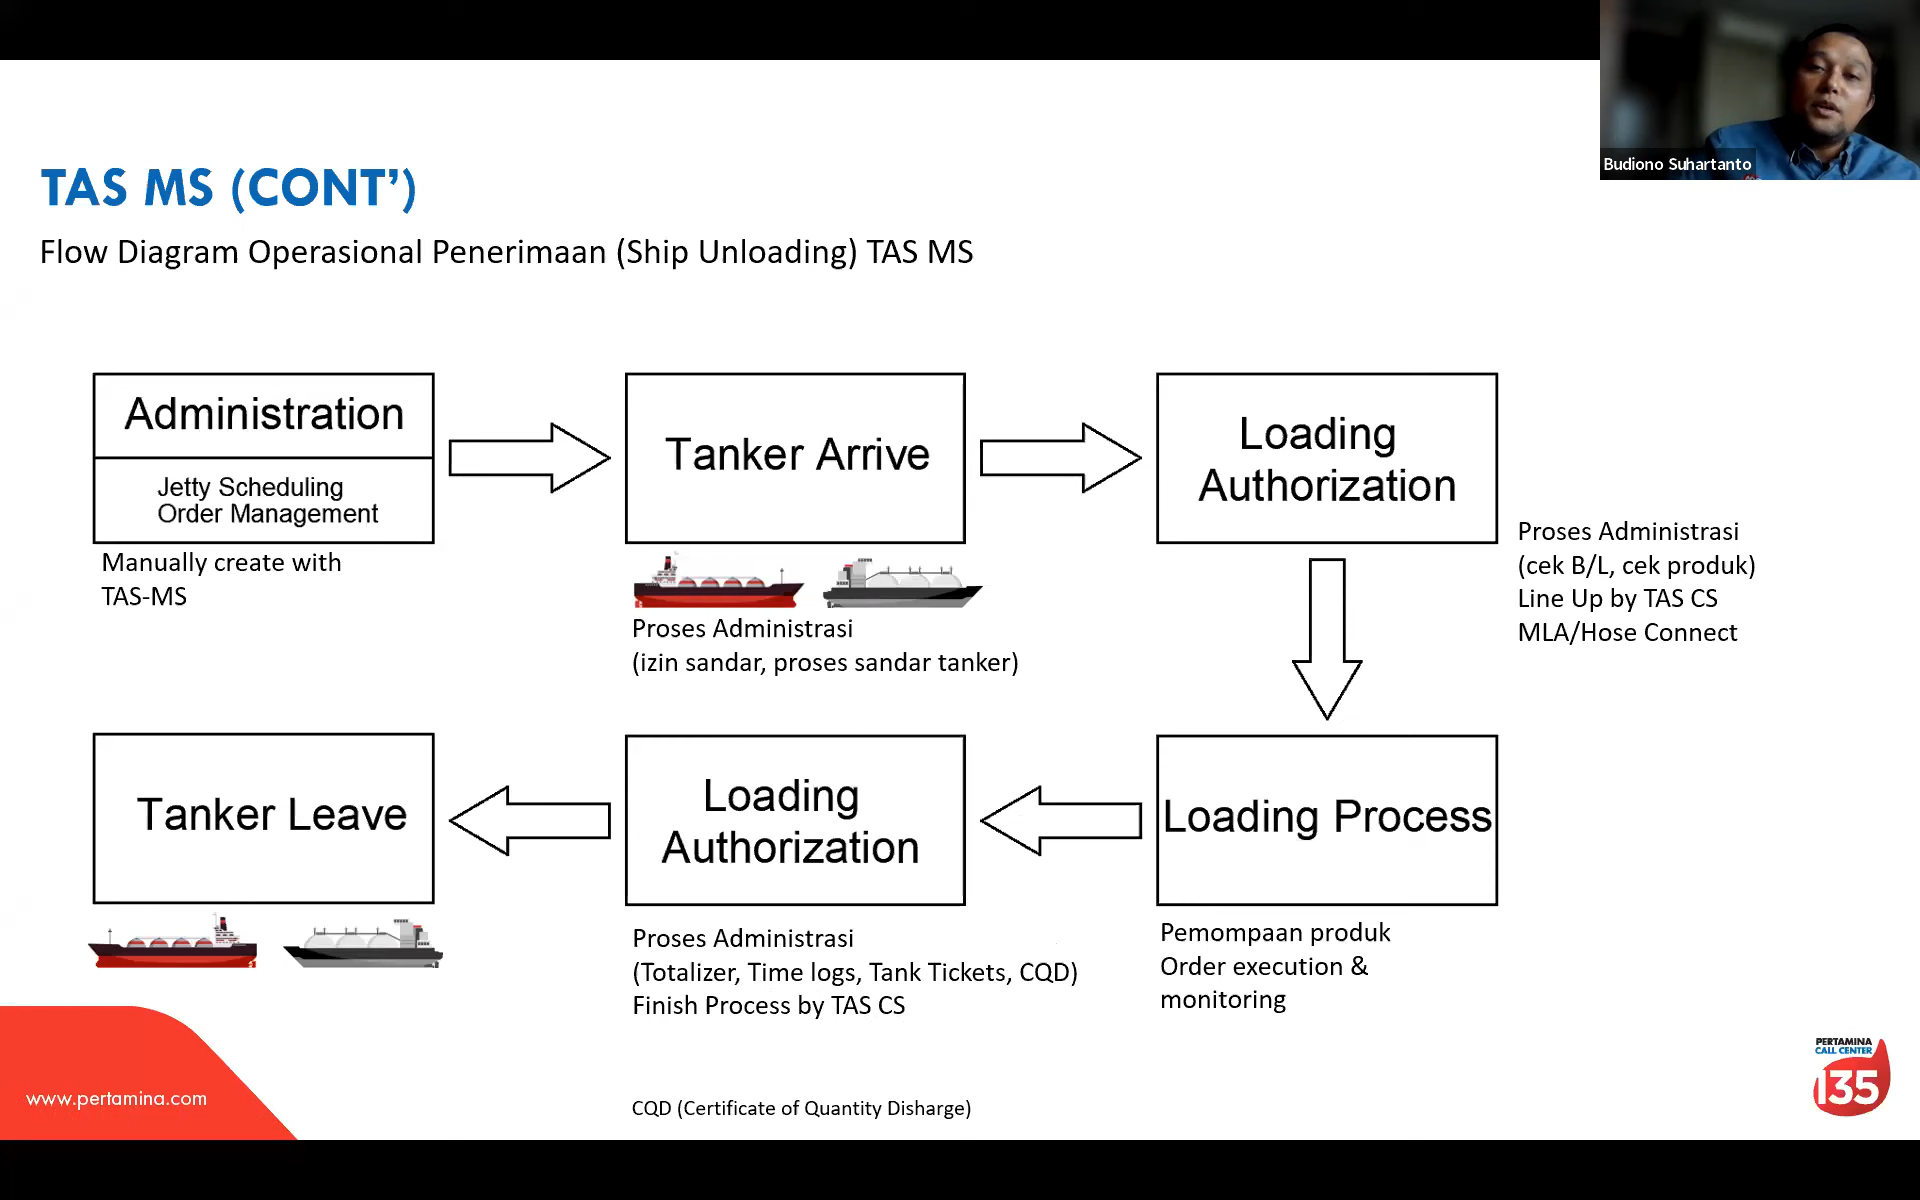 Budiono Suhartanto
TAS MS (CONT’)
Flow Diagram Operasional Penerimaan (Ship Unloading) TAS MS
Administration
Jetty Scheduling
Order Management
Manually create with
TAS-MS
Tanker Arrive
Proses Administrasi
(izin sandar, proses sandar tanker)
Loading
Authorization
Proses Administrasi
(cek B/L, cek produk)
Line Up by TAS CS
MLA/Hose Connect
Loading Process
Pemompaan produk
Order execution &
monitoring
Loading
Authorization
Proses Administrasi
(Totalizer, Time logs, Tank Tickets, CQD)
Finish Process by TAS CS
Tanker Leave
CQD (Certificate of Quantity Disharge)
www.pertamina.com
PERTAMINA
CALL CENTER
135